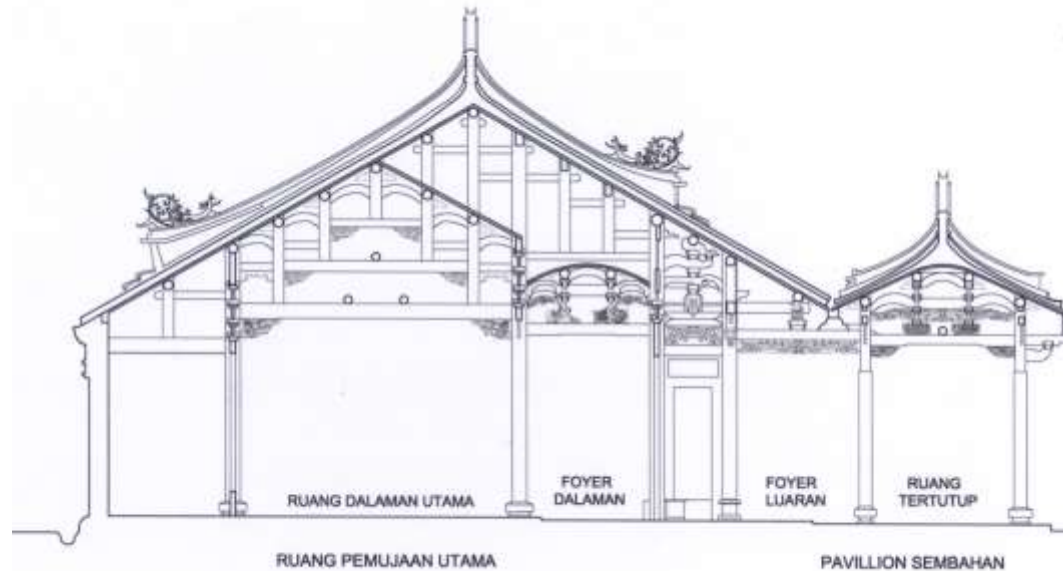 RUANG DALAMAN UTAMA
FOYER
DALAMAN
FOYER
LUARAN
RUANG
TERTUTUP
RUANG PEMUJAAN UTAMA
PAVILLION SEMBAHAN